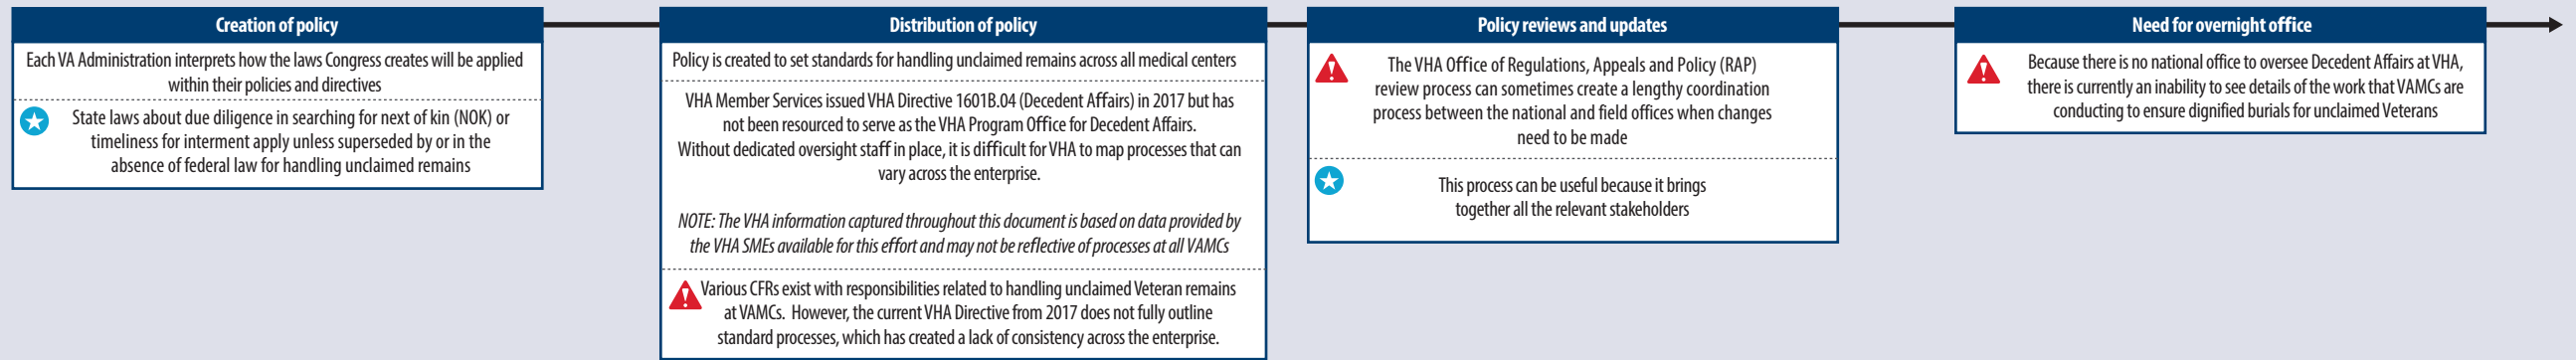 Creation of policy
Each VA Administration interprets how the laws Congress creates will be applied
within their policies and directives
State laws about due diligence in searching for next of kin (NOK) or
timeliness for interment apply unless superseded by or in the
absence of federal law for handling unclaimed remains
Distribution of policy
Policy is created to set standards for handling unclaimed remains across all medical centers
VHA Member Services issued VHA Directive 1601B.04 (Decedent Affairs) in 2017 but has
not been resourced to serve as the VHA Program Office for Decedent Affairs.
Without dedicated oversight staff in place, it is difficult for VHA to map processes that can
vary across the enterprise.
NOTE: The VHA information captured throughout this document is based on data provided by
the VHA SMEs available for this effort and may not be reflective of processes at all VAMCs
Various CFRs exist with responsibilities related to handling unclaimed Veteran remains
at VAMCs. However, the current VHA Directive from 2017 does not fully outline
standard processes, which has created a lack of consistency across the enterprise.
Policy reviews and updates
The VHA Office of Regulations, Appeals and Policy (RAP)
review process can sometimes create a lengthy coordination
process between the national and field offices when changes
need to be made
This process can be useful because it brings
together all the relevant stakeholders
Need for overnight office
Because there is no national office to oversee Decedent Affairs at VHA,
there is currently an inability to see details of the work that VAMCs are
conducting to ensure dignified burials for unclaimed Veterans